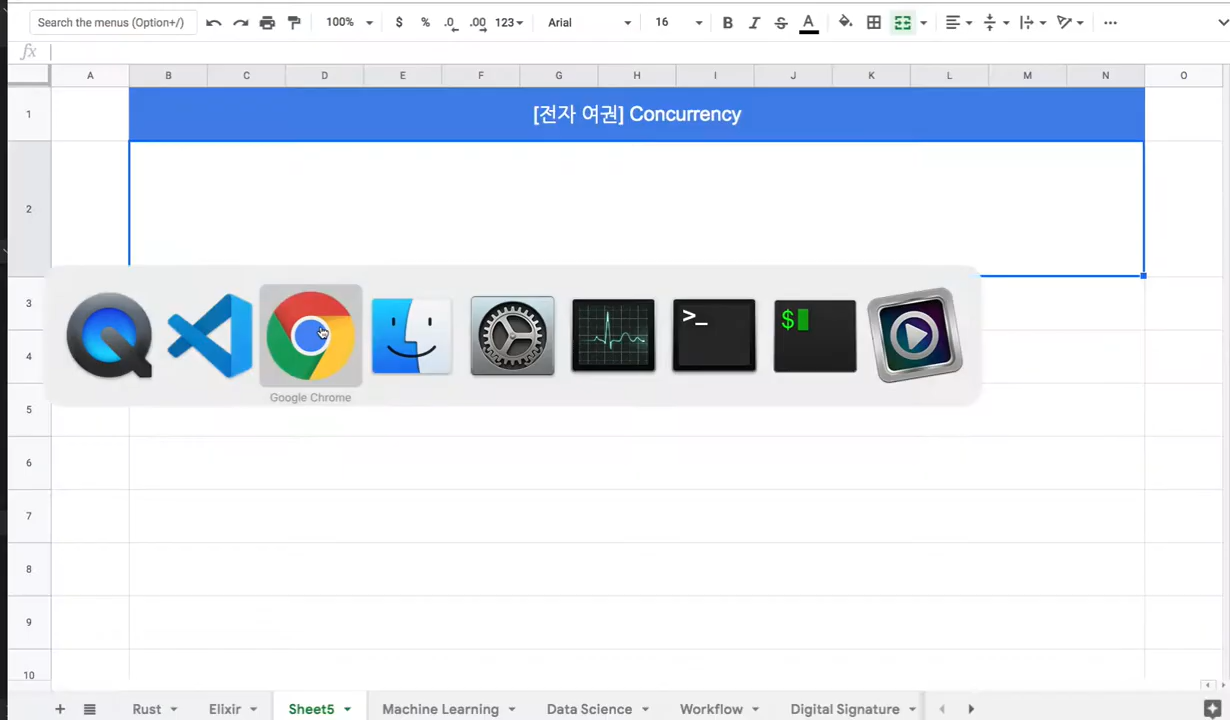 Search the menus (Option+/) 100% $ % .0 .00 123 Arial 16 B I S A
fx
A B C D E F G H I J K L M N O
1 [전자 여권] Concurrency
2
3
4
5
6
7
8
9
10
>_ $
Google Chrome
Rust Elixir Sheet5 Machine Learning Data Science Workflow Digital Signature